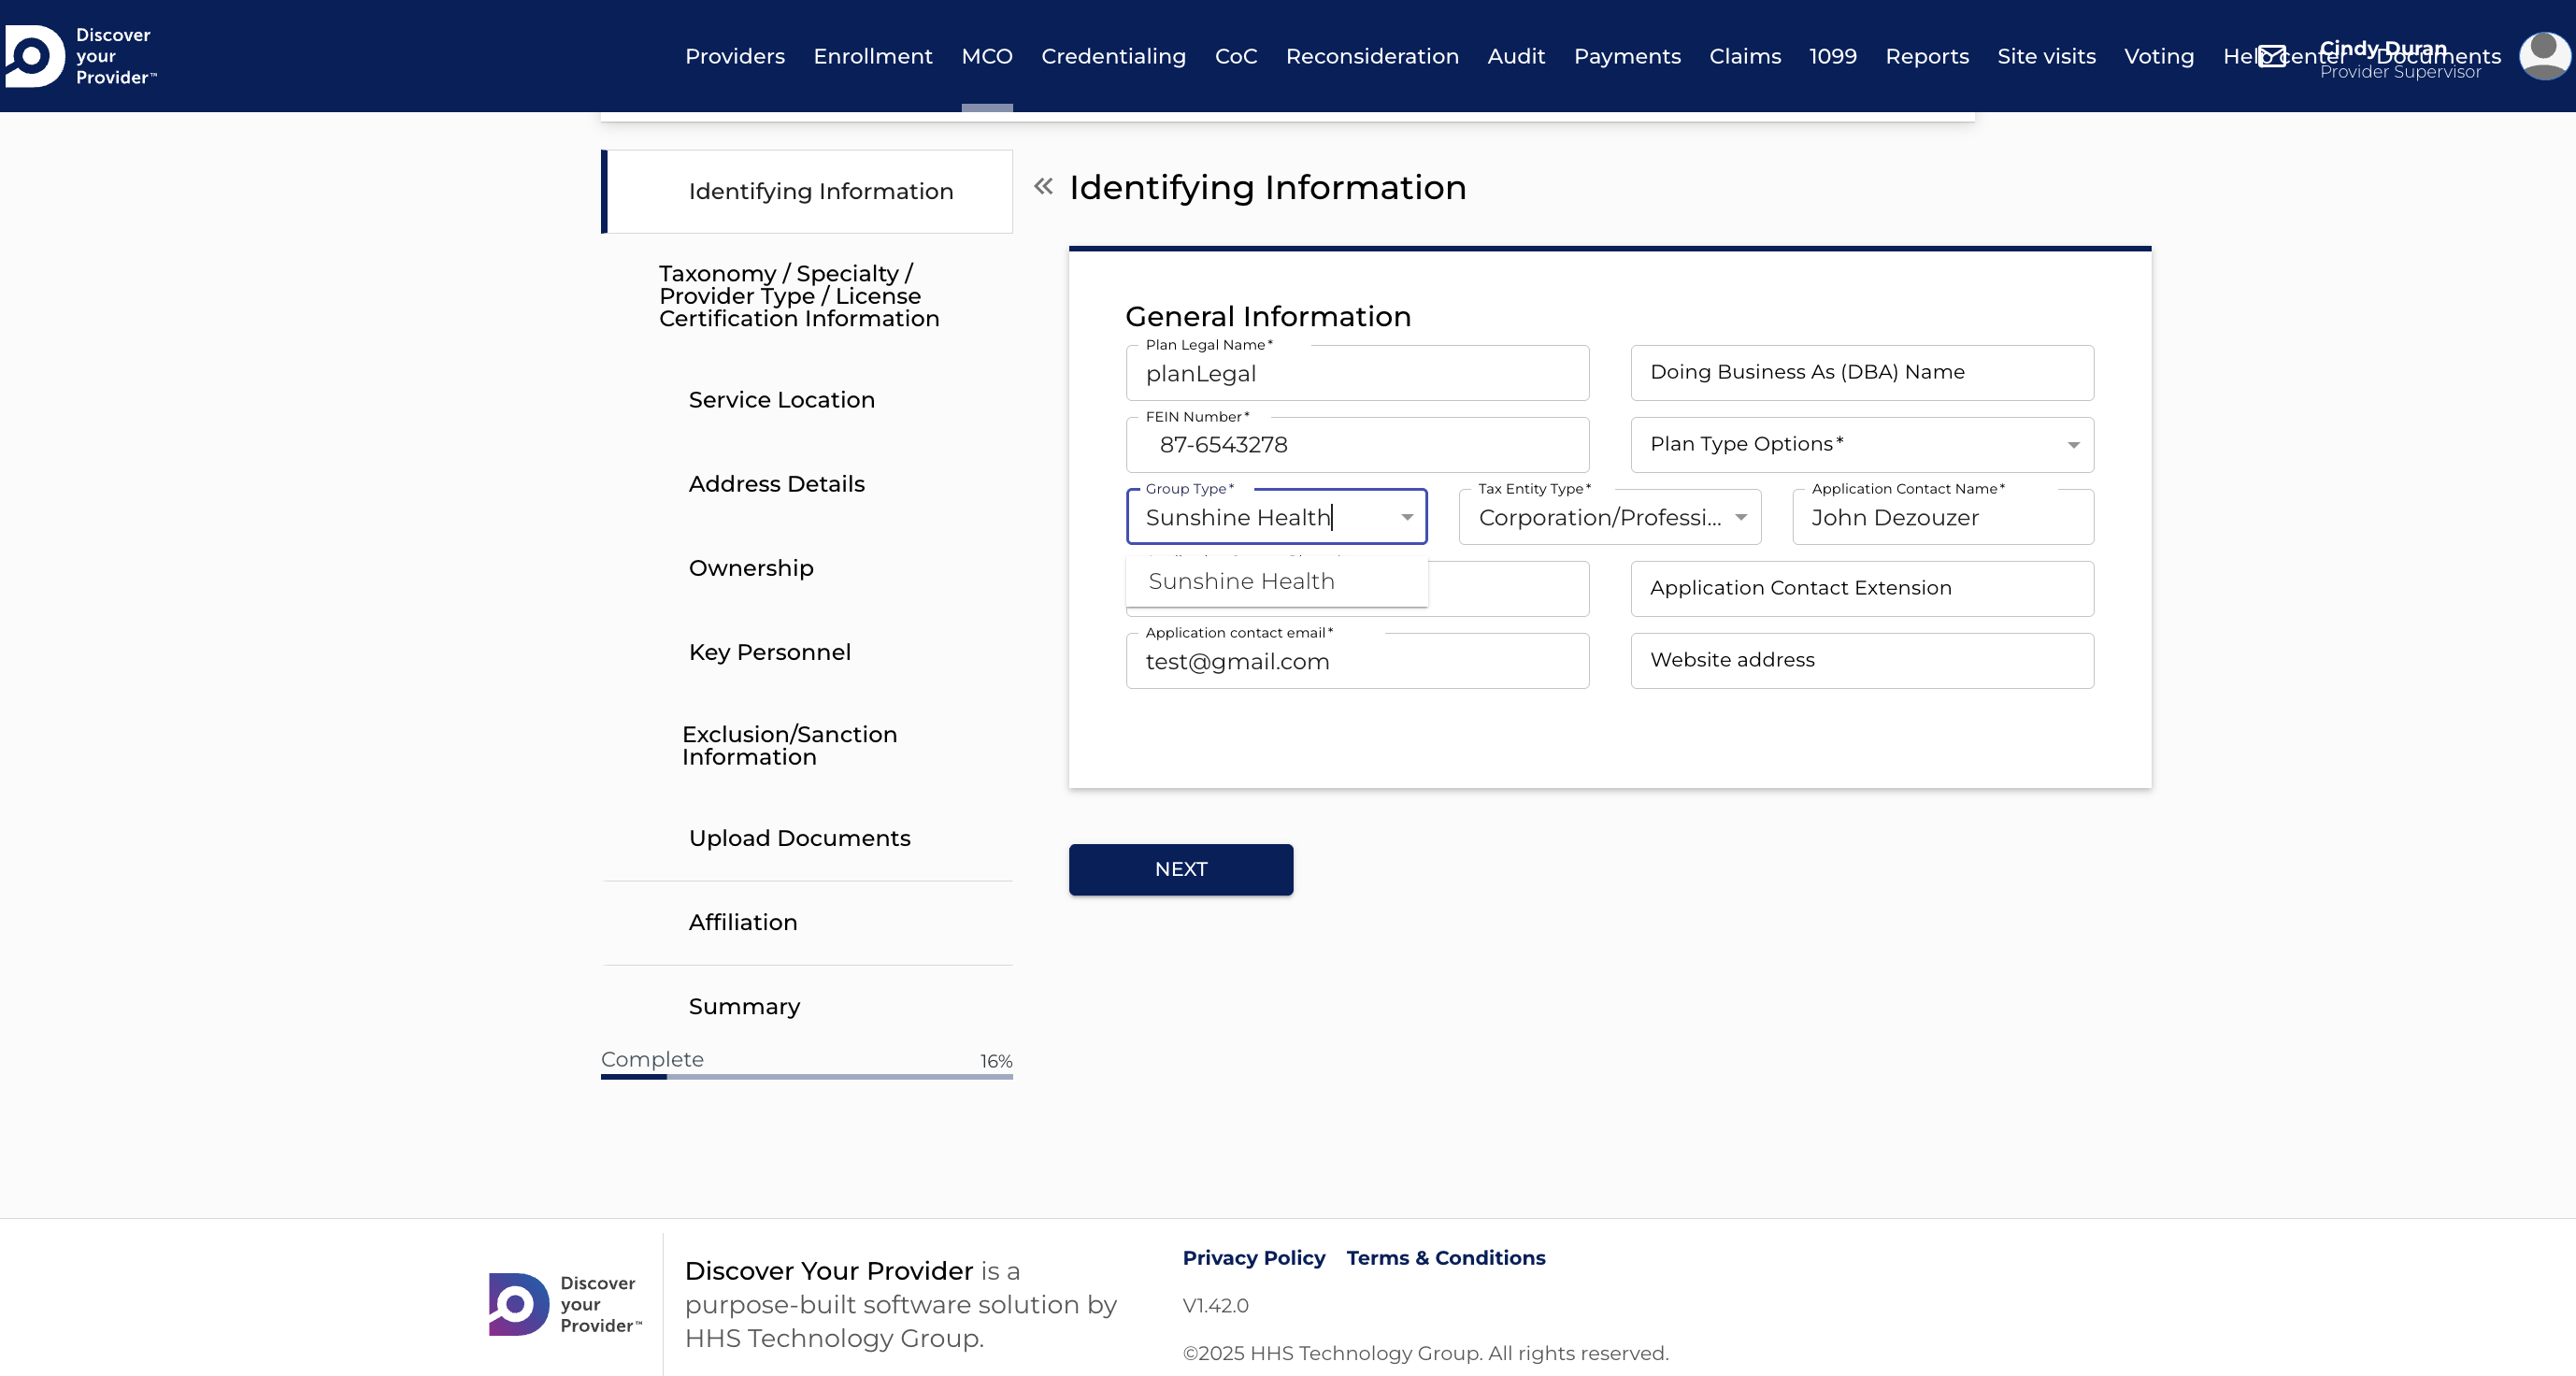 Discover
your
Provider™
Providers Enrollment MCO Credentialing CoC Reconsideration Audit Payments Claims 1099 Reports Site visits Voting Help center Documents
Cindy Duran
Provider Supervisor
Identifying Information
Taxonomy / Specialty /
Provider Type / License
Certification Information
Service Location
Address Details
Ownership
Key Personnel
Exclusion/Sanction
Information
Upload Documents
Affiliation
Summary
Complete 16%
Identifying Information
General Information
Plan Legal Name *
planLegal
Doing Business As (DBA) Name
FEIN Number *
87-6543278
Plan Type Options *
Group Type *
Sunshine Health
Tax Entity Type *
Corporation/Professi...
Application Contact Name *
John Dezouzer
Sunshine Health
Application Contact Extension
Application contact email *
test@gmail.com
Website address
NEXT
Discover
your
Provider™
Discover Your Provider is a
purpose-built software solution by
HHS Technology Group.
Privacy Policy Terms & Conditions
V1.42.0
©2025 HHS Technology Group. All rights reserved.